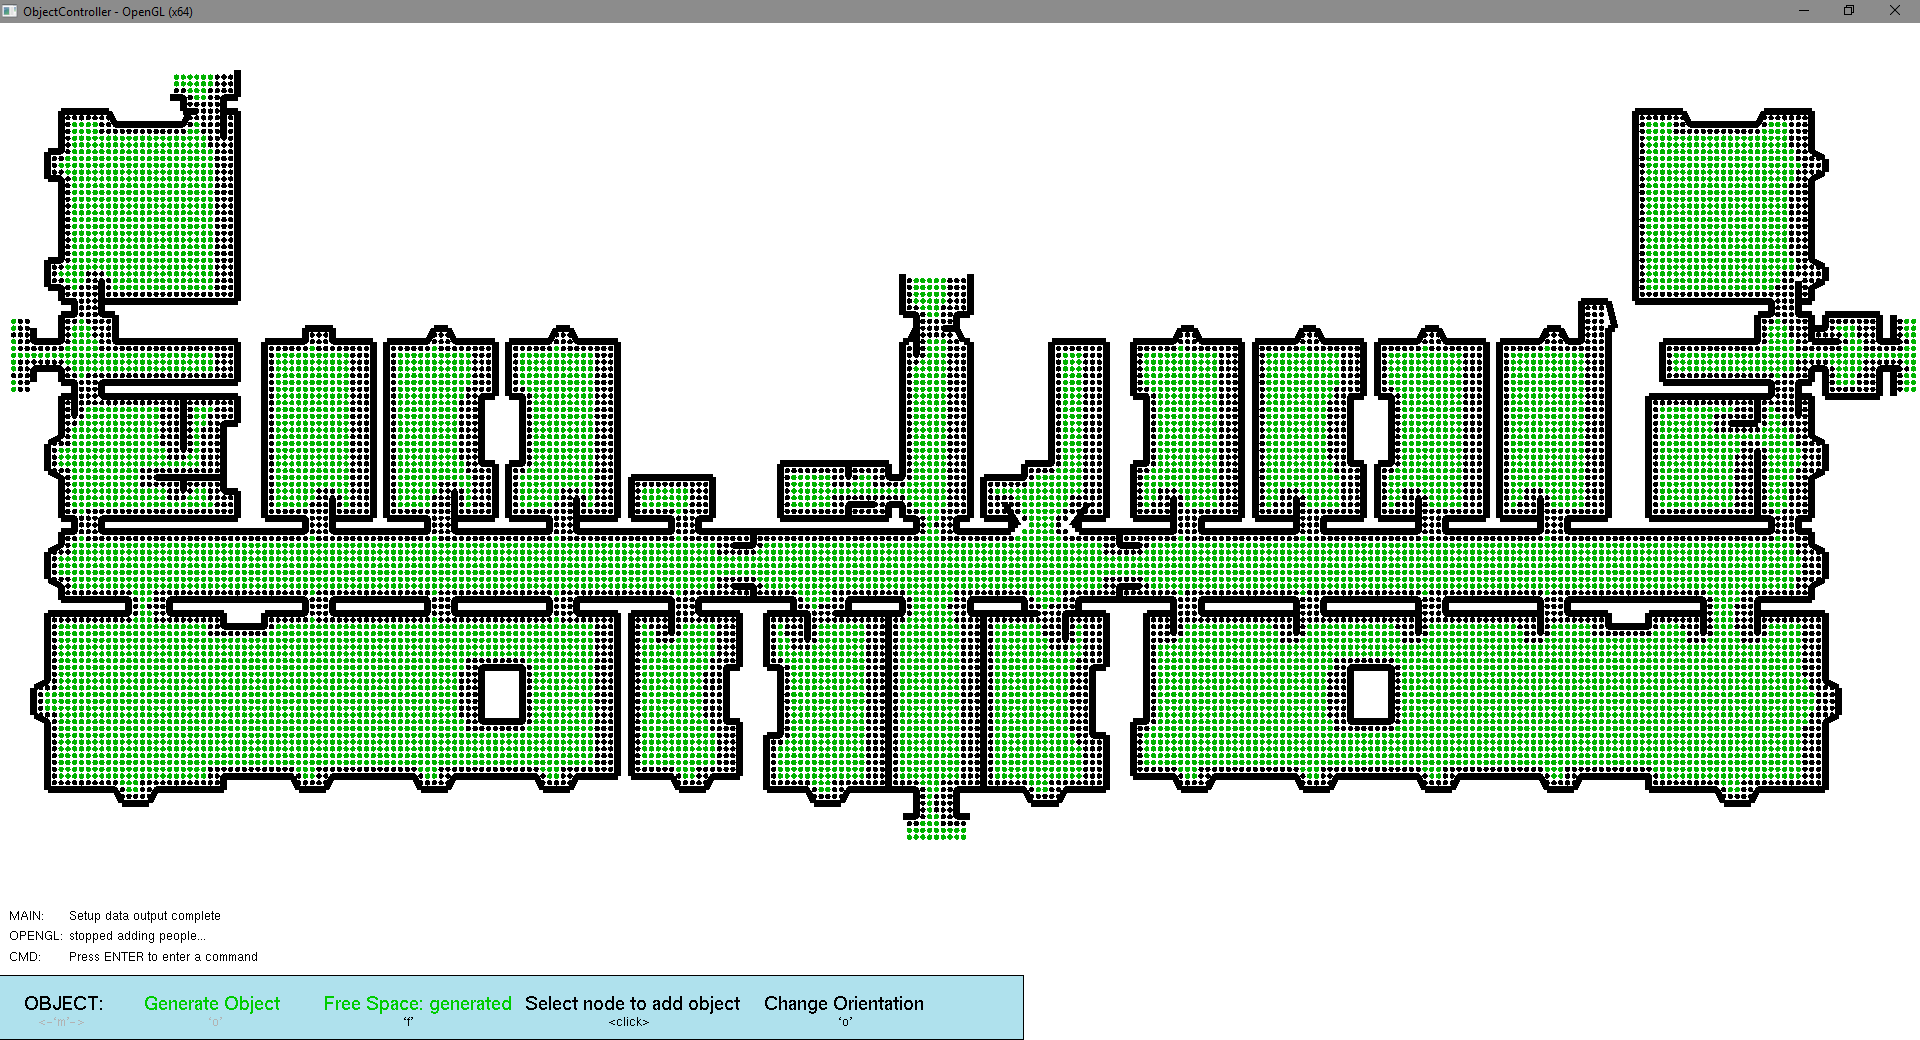 ObjectController - OpenGL (x64)
MAIN: Setup data output complete
OPENGL: stopped adding people...
CMD: Press ENTER to enter a command
OBJECT: Generate Object Free Space: generated Select node to add object Change Orientation
<-'m'-> 'o' 'f' <click> 'o'